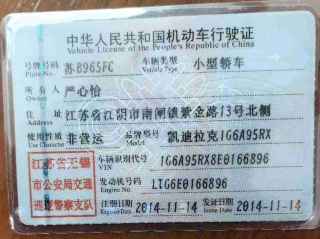 中华人民共和国机动车行驶证
Vehicle License of the People's Republic of China
号牌号码 苏B965FC 车辆类型 小型轿车
Plate No. Vehicle Type
所有人 严心怡
Owner
住址 江苏省江阴市南闸镇紫金路13号北侧
Address
使用性质 非营运 品牌型号 凯迪拉克1G6A95RX
Use Character Model
江苏省无锡市公安局交通巡逻警察支队
车辆识别代号 1G6A95RX8E0166896
VIN
发动机号码 LTG6E0166896
Engine No.
注册日期 2014-11-14 发证日期 2014-11-14
Register Date Issue Date